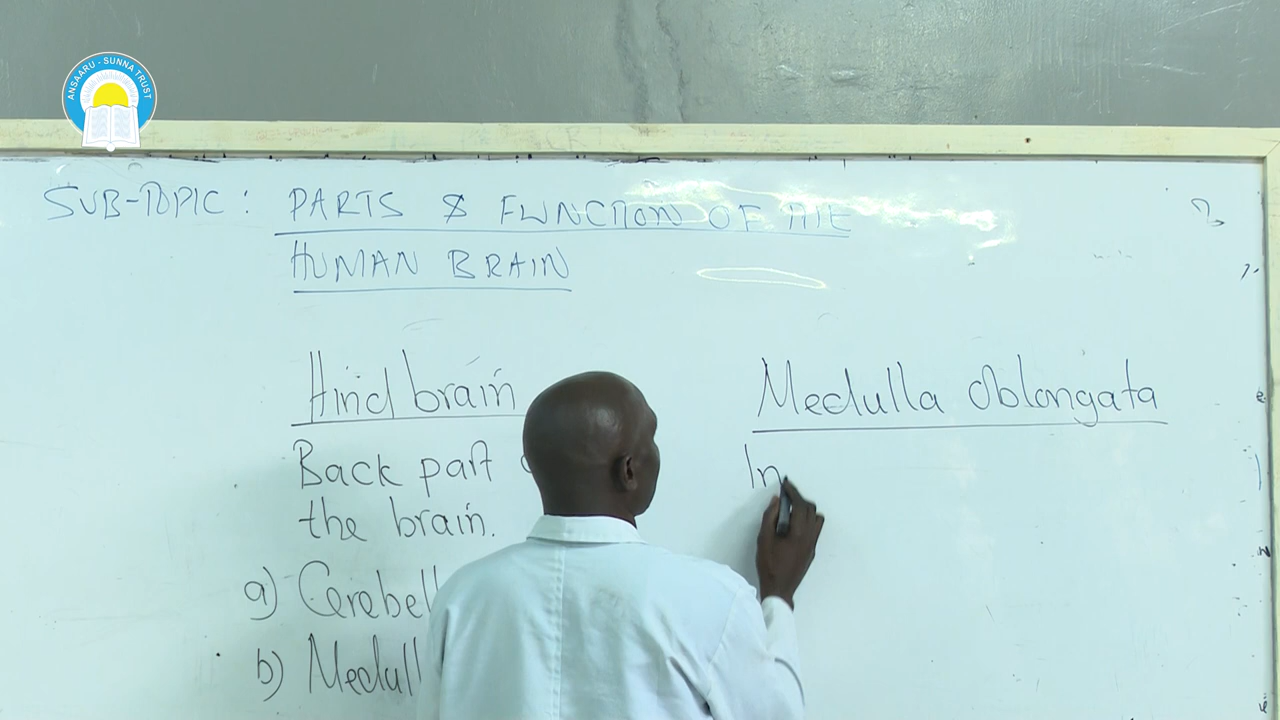 ANSAARU - SUNNA TRUST
SUB-TOPIC: PARTS & FUNCTION OF THE
HUMAN BRAIN
Hind brain
Back part
the brain.
a) Cerebell
b) Medull
Medulla Oblongata
In